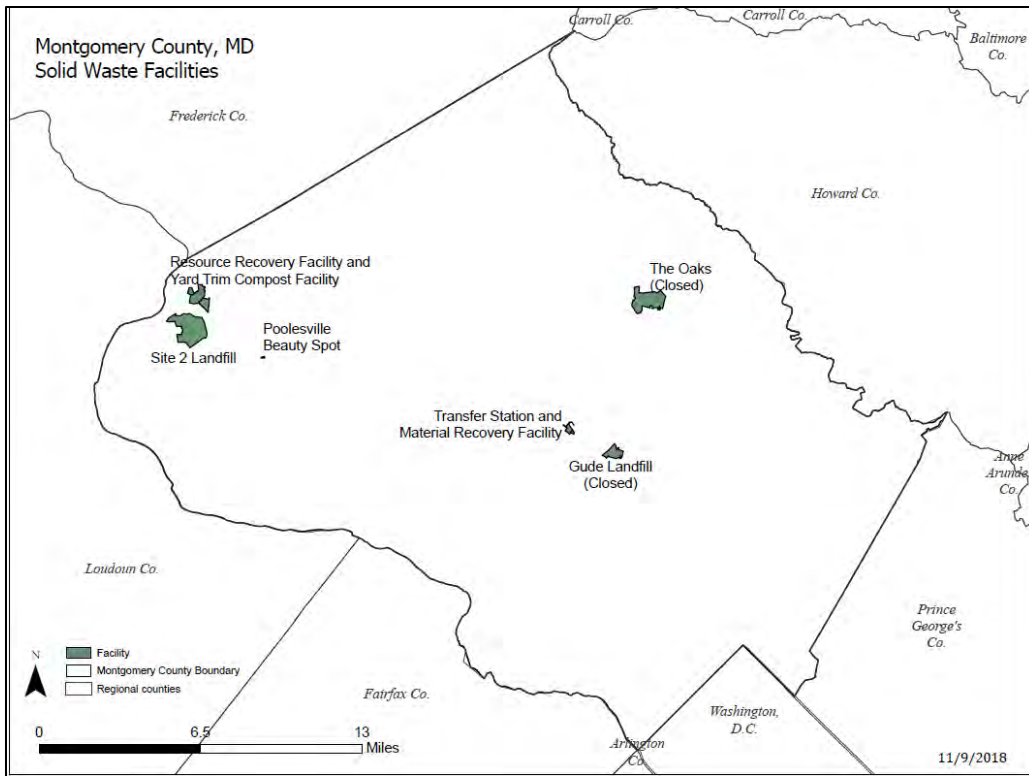 Montgomery County, MD
Solid Waste Facilities
Carroll Co.
Carroll Co.
Baltimore
Co.
Frederick Co.
Howard Co.
Resource Recovery Facility and
Yard Trim Compost Facility
The Oaks
(Closed)
Poolesville
Beauty Spot
Site 2 Landfill
Transfer Station and
Material Recovery Facility
Gude Landfill
(Closed)
Anne
Arunde
Co.
Loudoun Co.
Prince
George's
Co.
N
Facility
Montgomery County Boundary
Regional counties
Fairfax Co.
Washington,
D.C.
Arlington
Co
0 6.5 13
Miles
11/9/2018